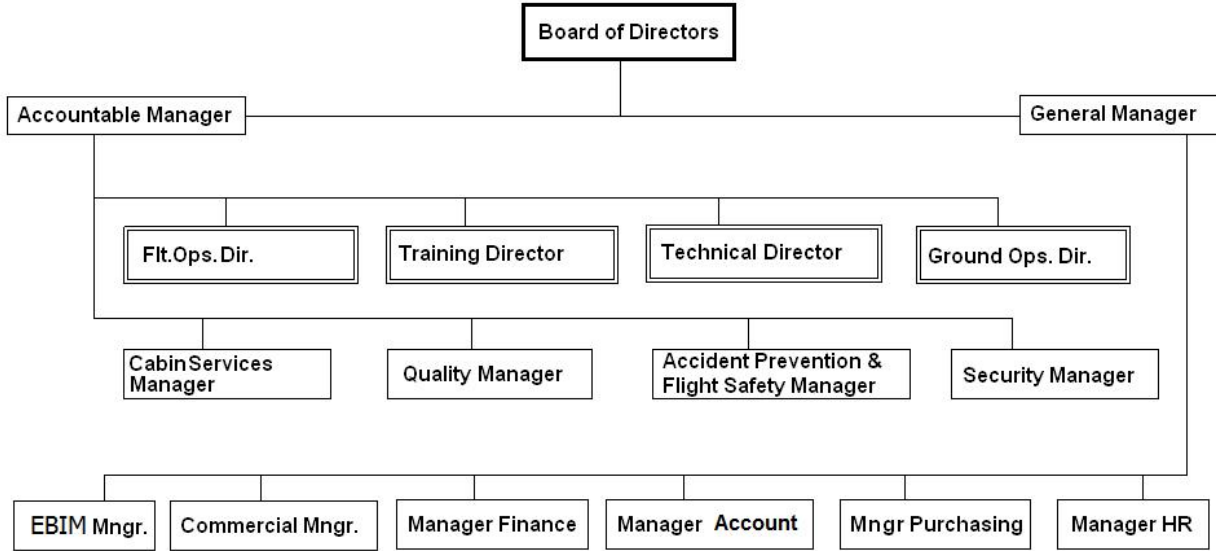 Board of Directors
Accountable Manager
General Manager
Flt.Ops.Dir.
Training Director
Technical Director
Ground Ops. Dir.
Cabin Services
Manager
Quality Manager
Accident Prevention &
Flight Safety Manager
Security Manager
EBIM Mngr.
Commercial Mngr.
Manager Finance
Manager Account
Mngr Purchasing
Manager HR